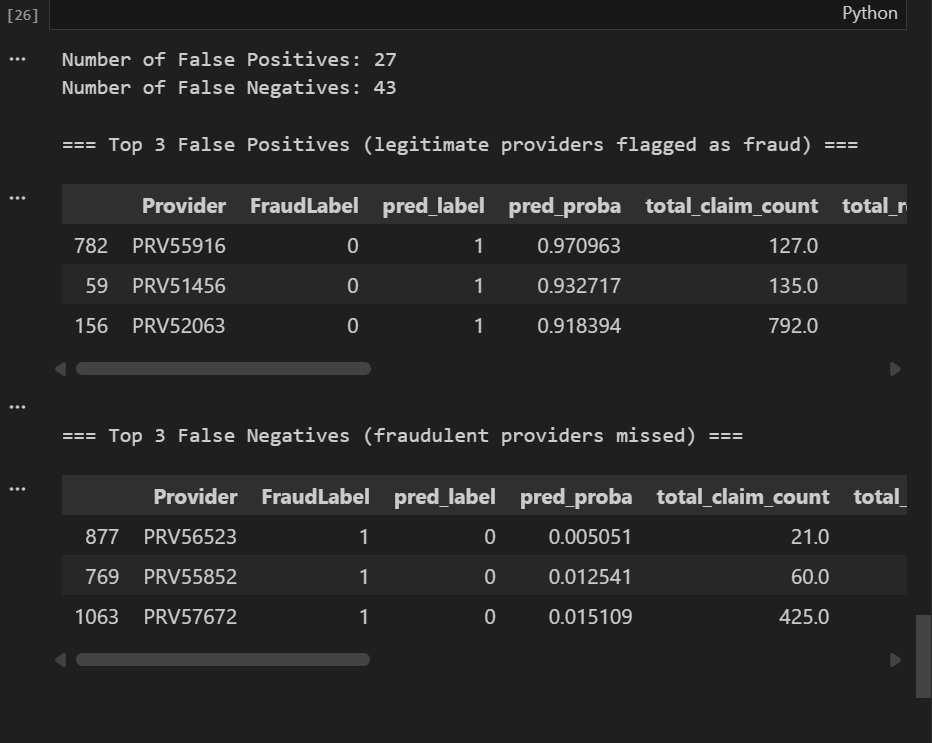 [26]
Python
Number of False Positives: 27
Number of False Negatives: 43
=== Top 3 False Positives (legitimate providers flagged as fraud) ===
Provider FraudLabel pred_label pred_proba total_claim_count total_r
782 PRV55916 0 1 0.970963 127.0
59 PRV51456 0 1 0.932717 135.0
156 PRV52063 0 1 0.918394 792.0
=== Top 3 False Negatives (fraudulent providers missed) ===
Provider FraudLabel pred_label pred_proba total_claim_count total_
877 PRV56523 1 0 0.005051 21.0
769 PRV55852 1 0 0.012541 60.0
1063 PRV57672 1 0 0.015109 425.0